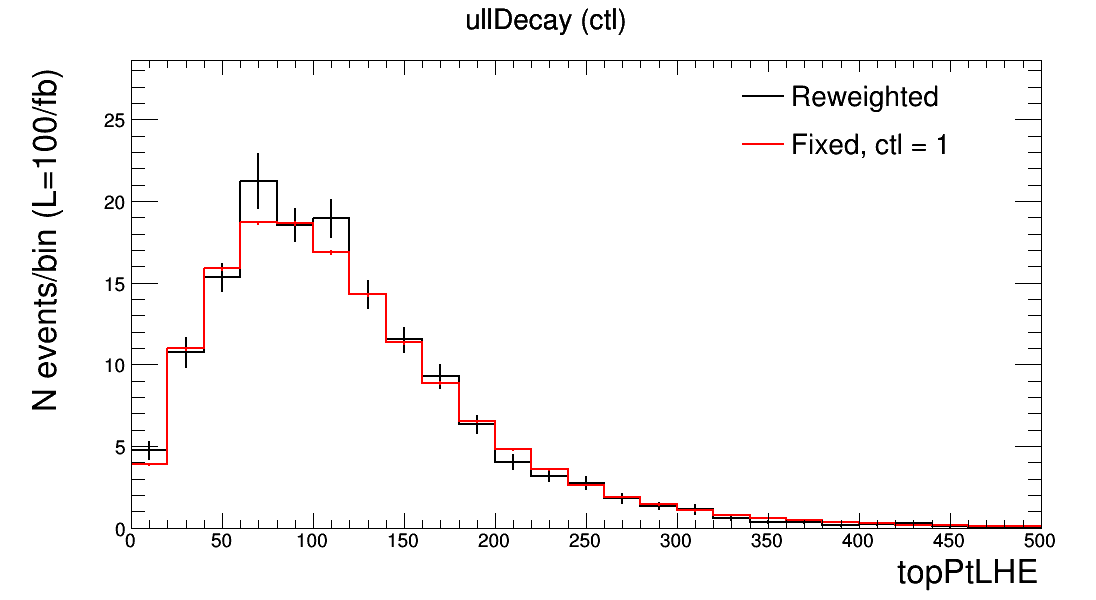 ullDecay (ctl)
N events/bin (L=100/fb)
Reweighted
Fixed, ctl = 1
25
20
15
10
5
0
0 50 100 150 200 250 300 350 400 450 500
topPtLHE